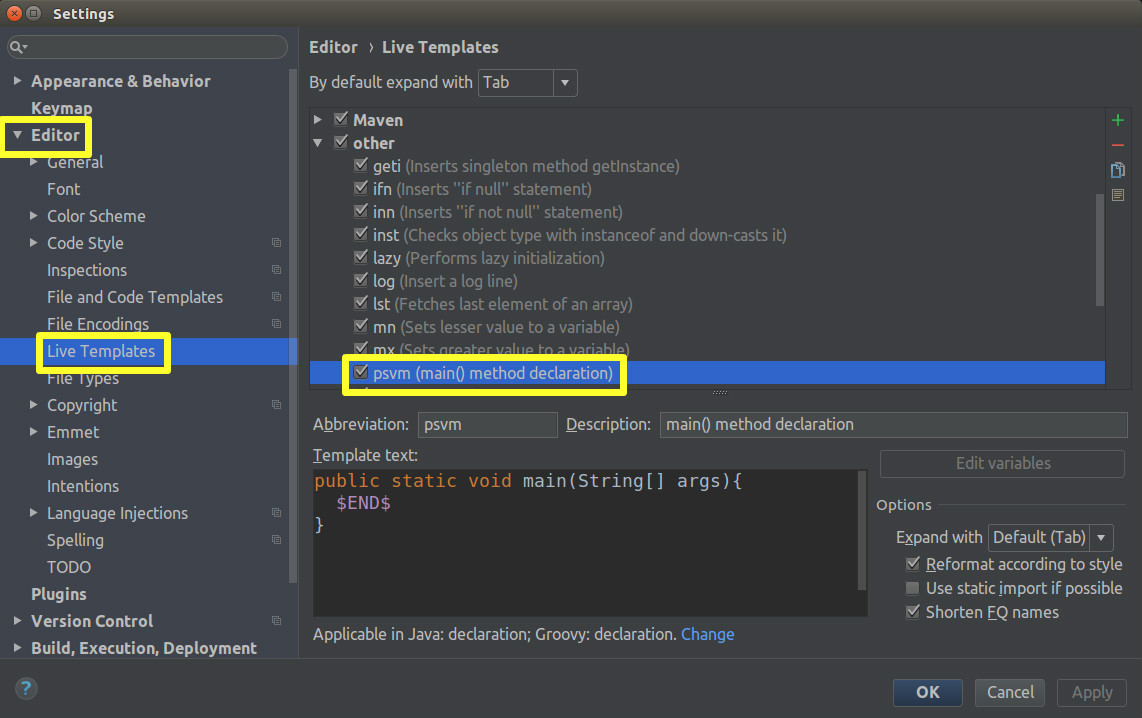 Settings
Appearance & Behavior
Keymap
Editor
General
Font
Color Scheme
Code Style
Inspections
File and Code Templates
File Encodings
Live Templates
File Types
Copyright
Emmet
Images
Intentions
Language Injections
Spelling
TODO
Plugins
Version Control
Build, Execution, Deployment
Editor › Live Templates
By default expand with Tab
Maven
other
geti (Inserts singleton method getInstance)
ifn (Inserts "if null" statement)
inn (Inserts "if not null" statement)
inst (Checks object type with instanceof and down-casts it)
lazy (Performs lazy initialization)
log (Insert a log line)
lst (Fetches last element of an array)
mn (Sets lesser value to a variable)
mx (Sets greater value to a variable)
psvm (main() method declaration)
Abbreviation: psvm Description: main() method declaration
Template text:
public static void main(String[] args){
$END$
}
Edit variables
Options
Expand with Default (Tab)
Reformat according to style
Use static import if possible
Shorten FQ names
Applicable in Java: declaration; Groovy: declaration. Change
?
OK Cancel Apply